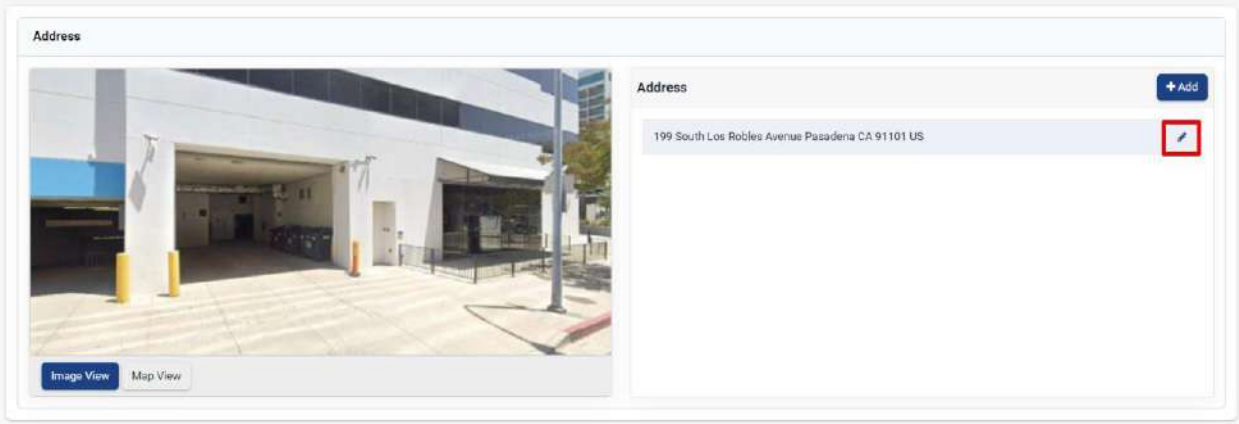 Address
Address
+ Add
199 South Los Robles Avenue Pasadena CA 91101 US
Image View
Map View